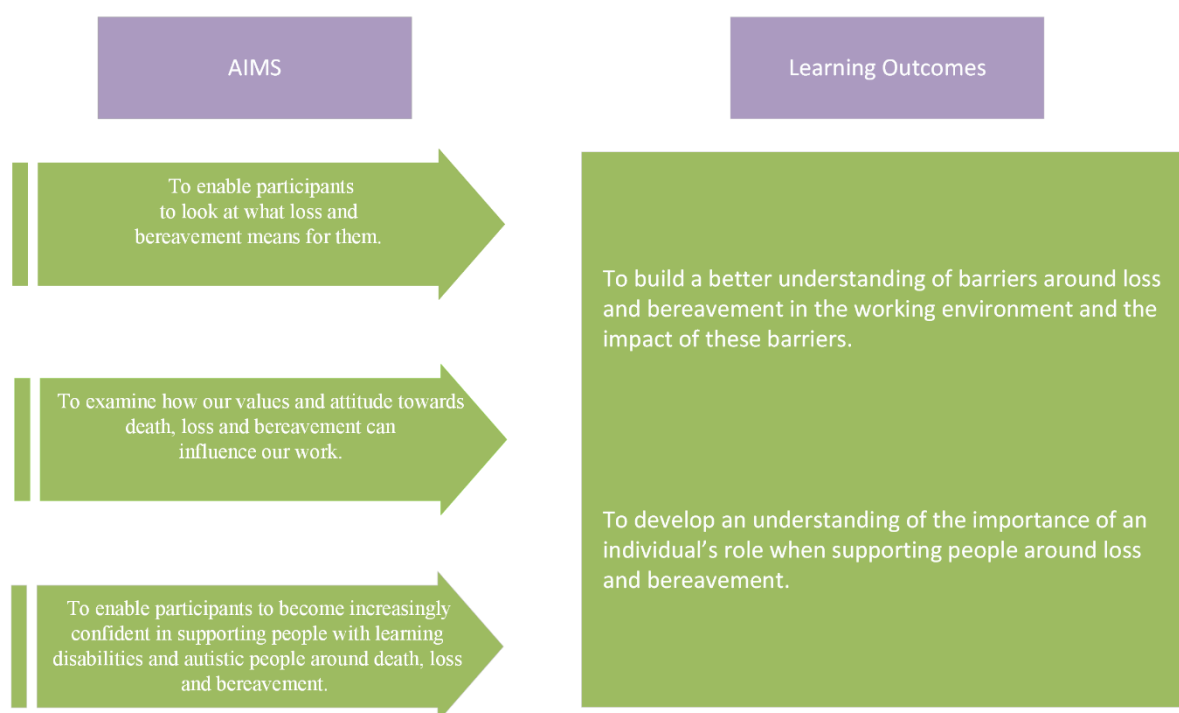 AIMS
To enable participants
to look at what loss and
bereavement means for them.
To examine how our values and attitude towards
death, loss and bereavement can
influence our work.
To enable participants to become increasingly
confident in supporting people with learning
disabilities and autistic people around death, loss
and bereavement.
Learning Outcomes
To build a better understanding of barriers around loss
and bereavement in the working environment and the
impact of these barriers.
To develop an understanding of the importance of an
individual’s role when supporting people around loss
and bereavement.